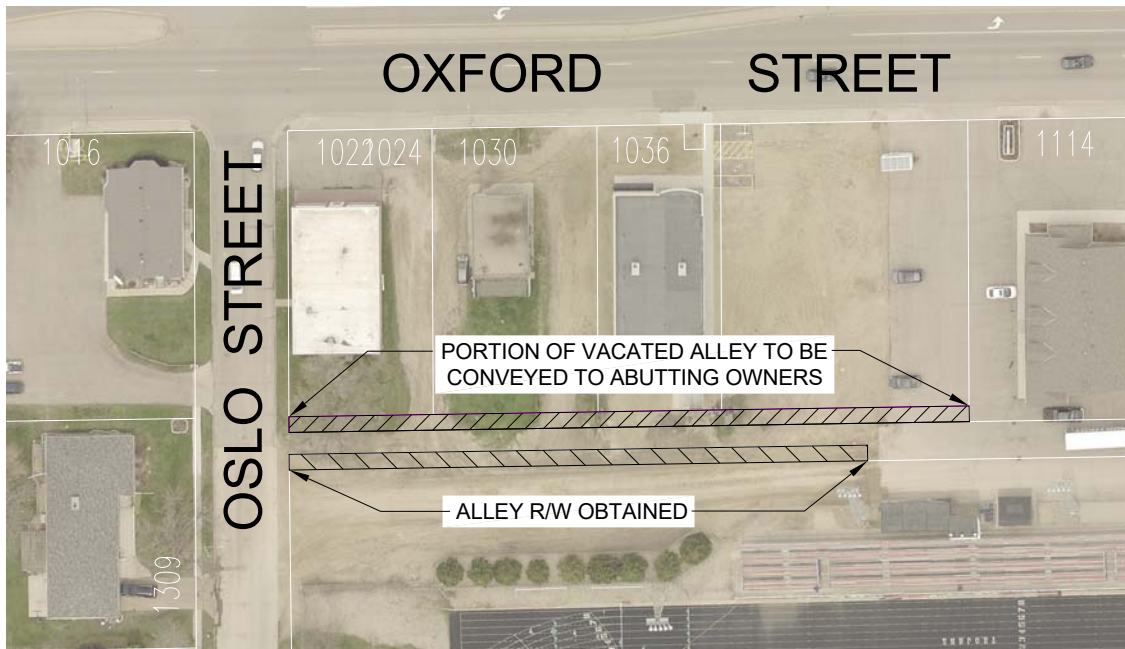 OXFORD STREET
1016
1022
1024
1030
1036
1114
OSLO STREET
PORTION OF VACATED ALLEY TO BE
CONVEYED TO ABUTTING OWNERS
ALLEY R/W OBTAINED
1309